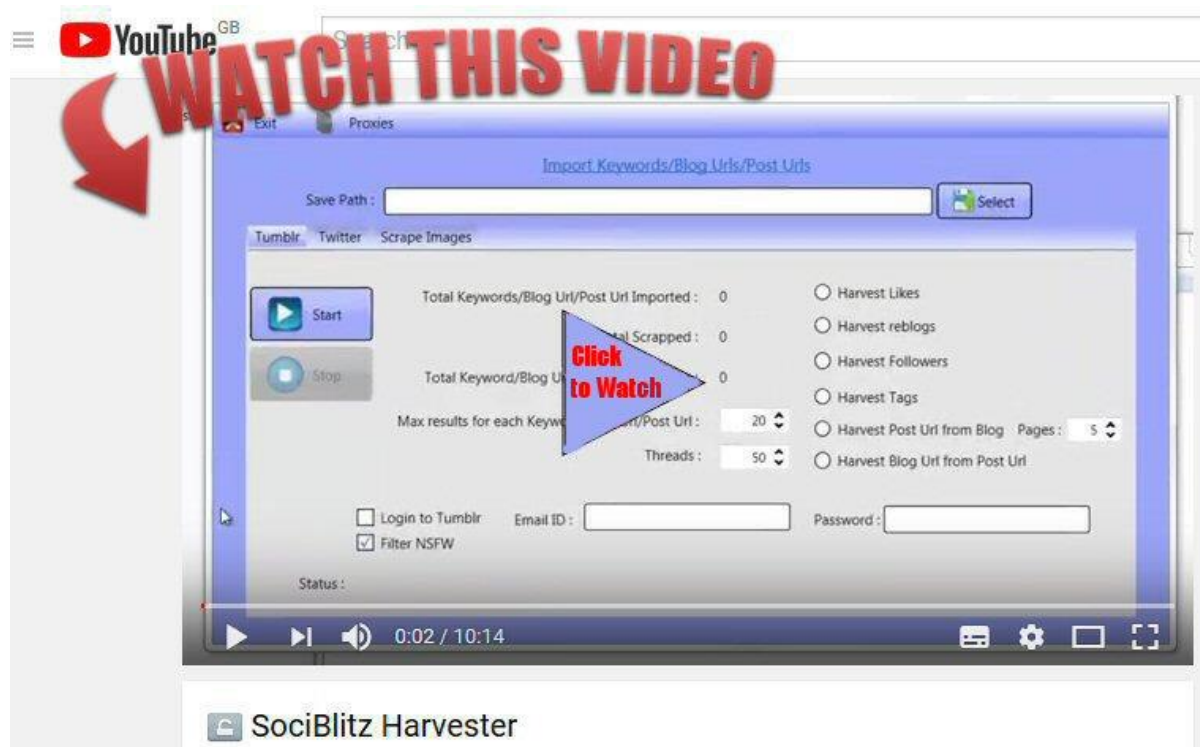 YouTube GB
Search
WATCH THIS VIDEO
Exit Proxies
Import Keywords/Blog Urls/Post Urls
Save Path : Select
Tumblr Twitter Scrape Images
Start
Stop
Total Keywords/Blog Url/Post Url Imported : 0
Total Scrapped : 0
Total Keyword/Blog 0
Max results for each /Post Url : 20
Threads : 50
Click
to Watch
Harvest Likes
Harvest reblogs
Harvest Followers
Harvest Tags
Harvest Post Url from Blog Pages : 5
Harvest Blog Url from Post Url
Login to Tumblr Email ID : Password :
Filter NSFW
Status :
0:02 / 10:14
SociBlitz Harvester